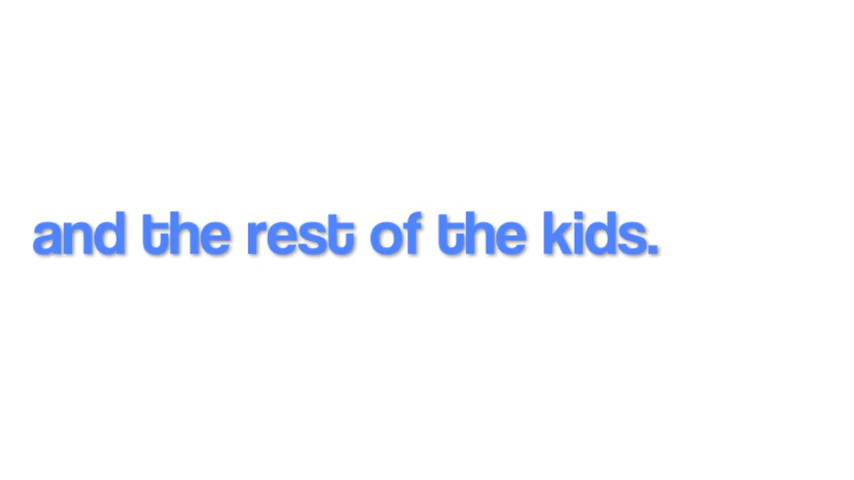 and the rest of the kids.